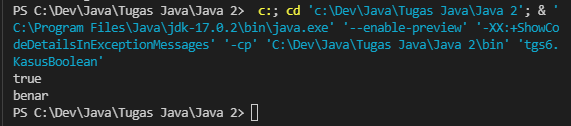 PS C:\Dev\Java\Tugas Java\Java 2>  c:; cd 'c:\Dev\Java\Tugas Java\Java 2'; & '
C:\Program Files\Java\jdk-17.0.2\bin\java.exe' '--enable-preview' '-XX:+ShowCo
deDetailsInExceptionMessages' '-cp' 'C:\Dev\Java\Tugas Java\Java 2\bin' 'tgs6.
KasusBoolean'
true
benar
PS C:\Dev\Java\Tugas Java\Java 2>